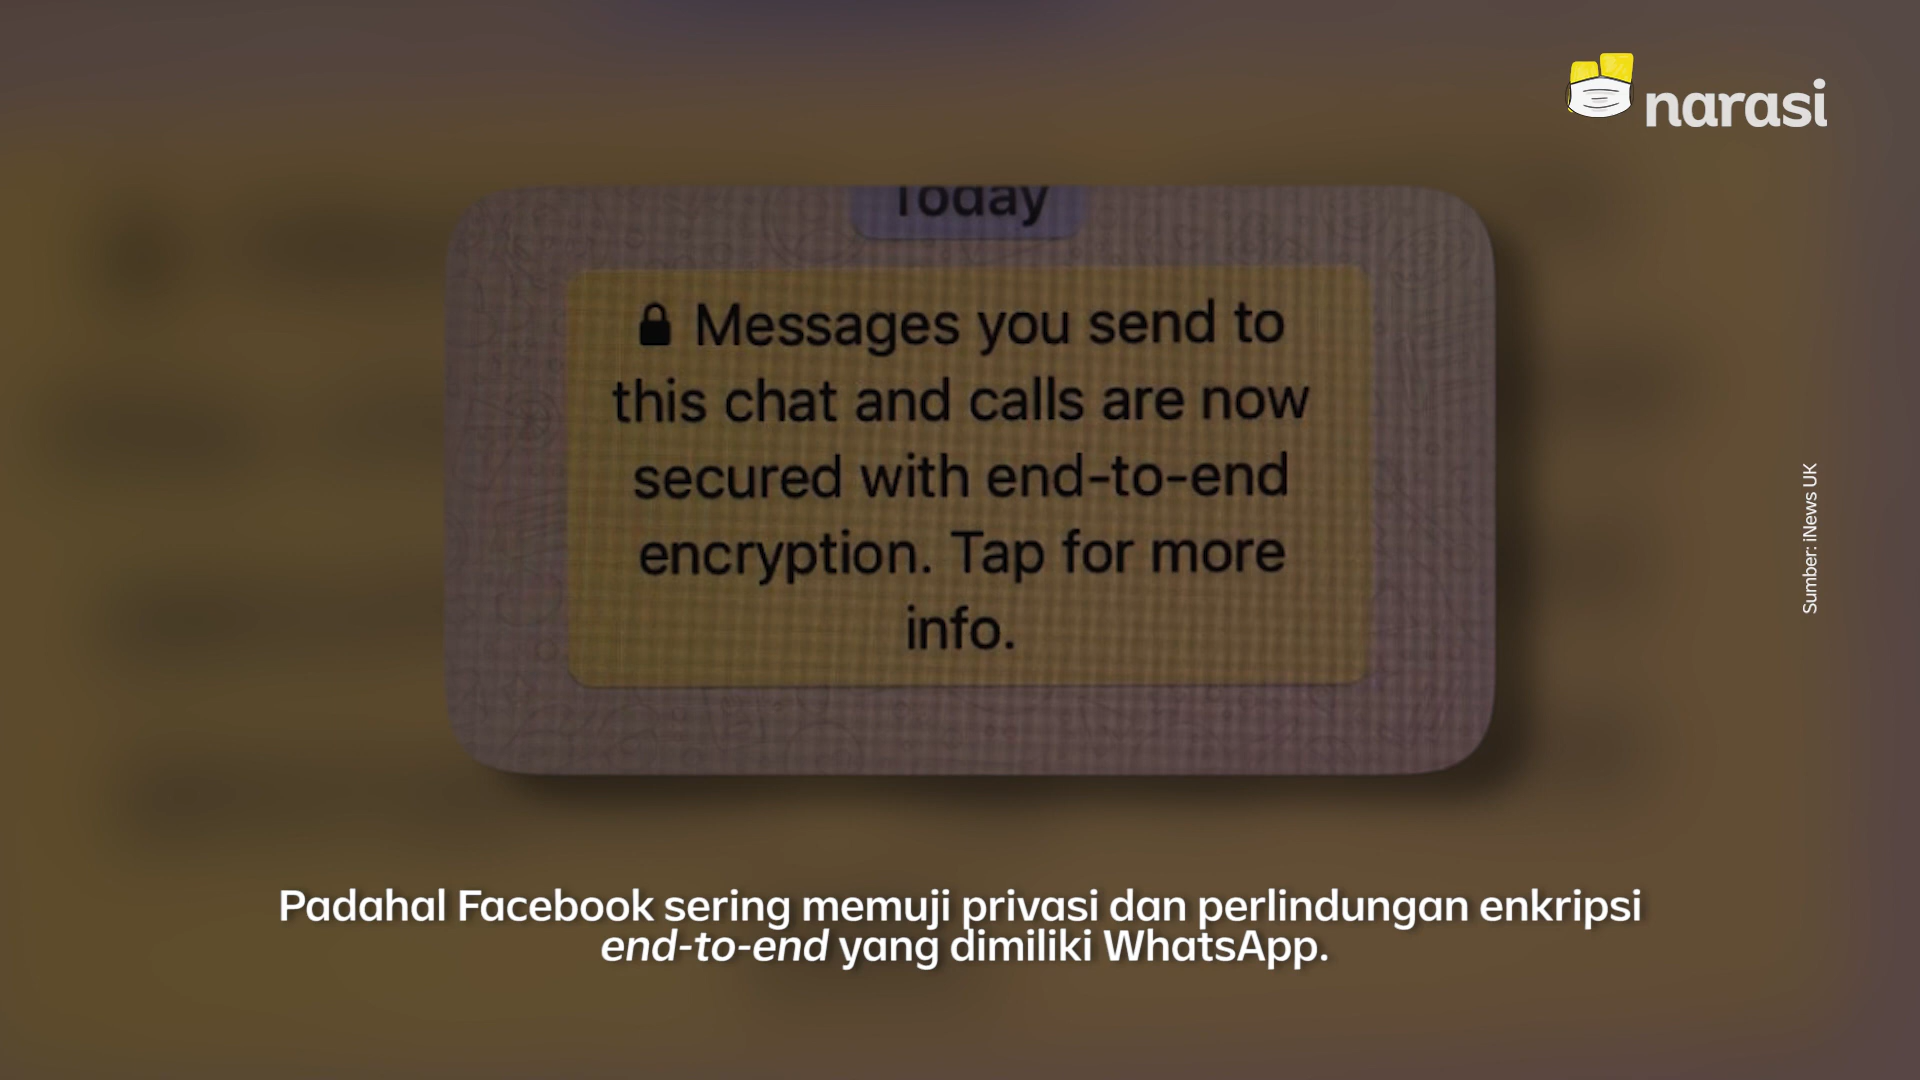 narasi
Today
Messages you send to
this chat and calls are now
secured with end-to-end
encryption. Tap for more
info.
Sumber: iNews UK
Padahal Facebook sering memuji privasi dan perlindungan enkripsi
end-to-end yang dimiliki WhatsApp.